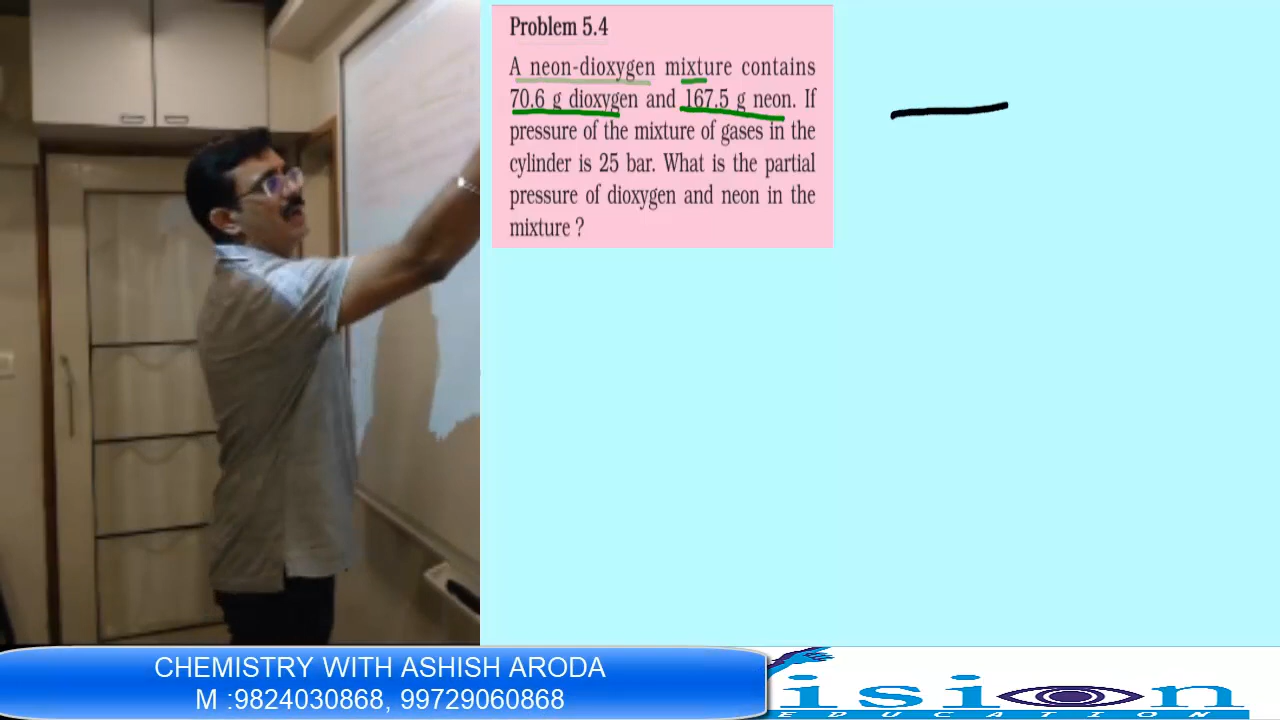 Problem 5.4
A neon-dioxygen mixture contains
70.6 g dioxygen and 167.5 g neon. If
pressure of the mixture of gases in the
cylinder is 25 bar. What is the partial
pressure of dioxygen and neon in the
mixture ?
CHEMISTRY WITH ASHISH ARODA
M :9824030868, 99729060868
ision
EDUCATION